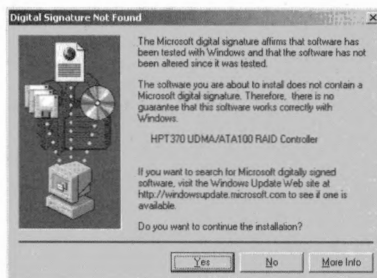 Digital Signature Not Found
The Microsoft digital signature affirms that software has
been tested with Windows and that the software has not
been altered since it was tested.
The software you are about to install does not contain a
Microsoft digital signature. Therefore, there is no
guarantee that this software works correctly with
Windows.
HPT370 UDMA/ATA100 RAID Controller
If you want to search for Microsoft digitally signed
software, visit the Windows Update Web site at
http://windowsupdate.microsoft.com to see if one is
available.
Do you want to continue the installation?
Yes No More Info